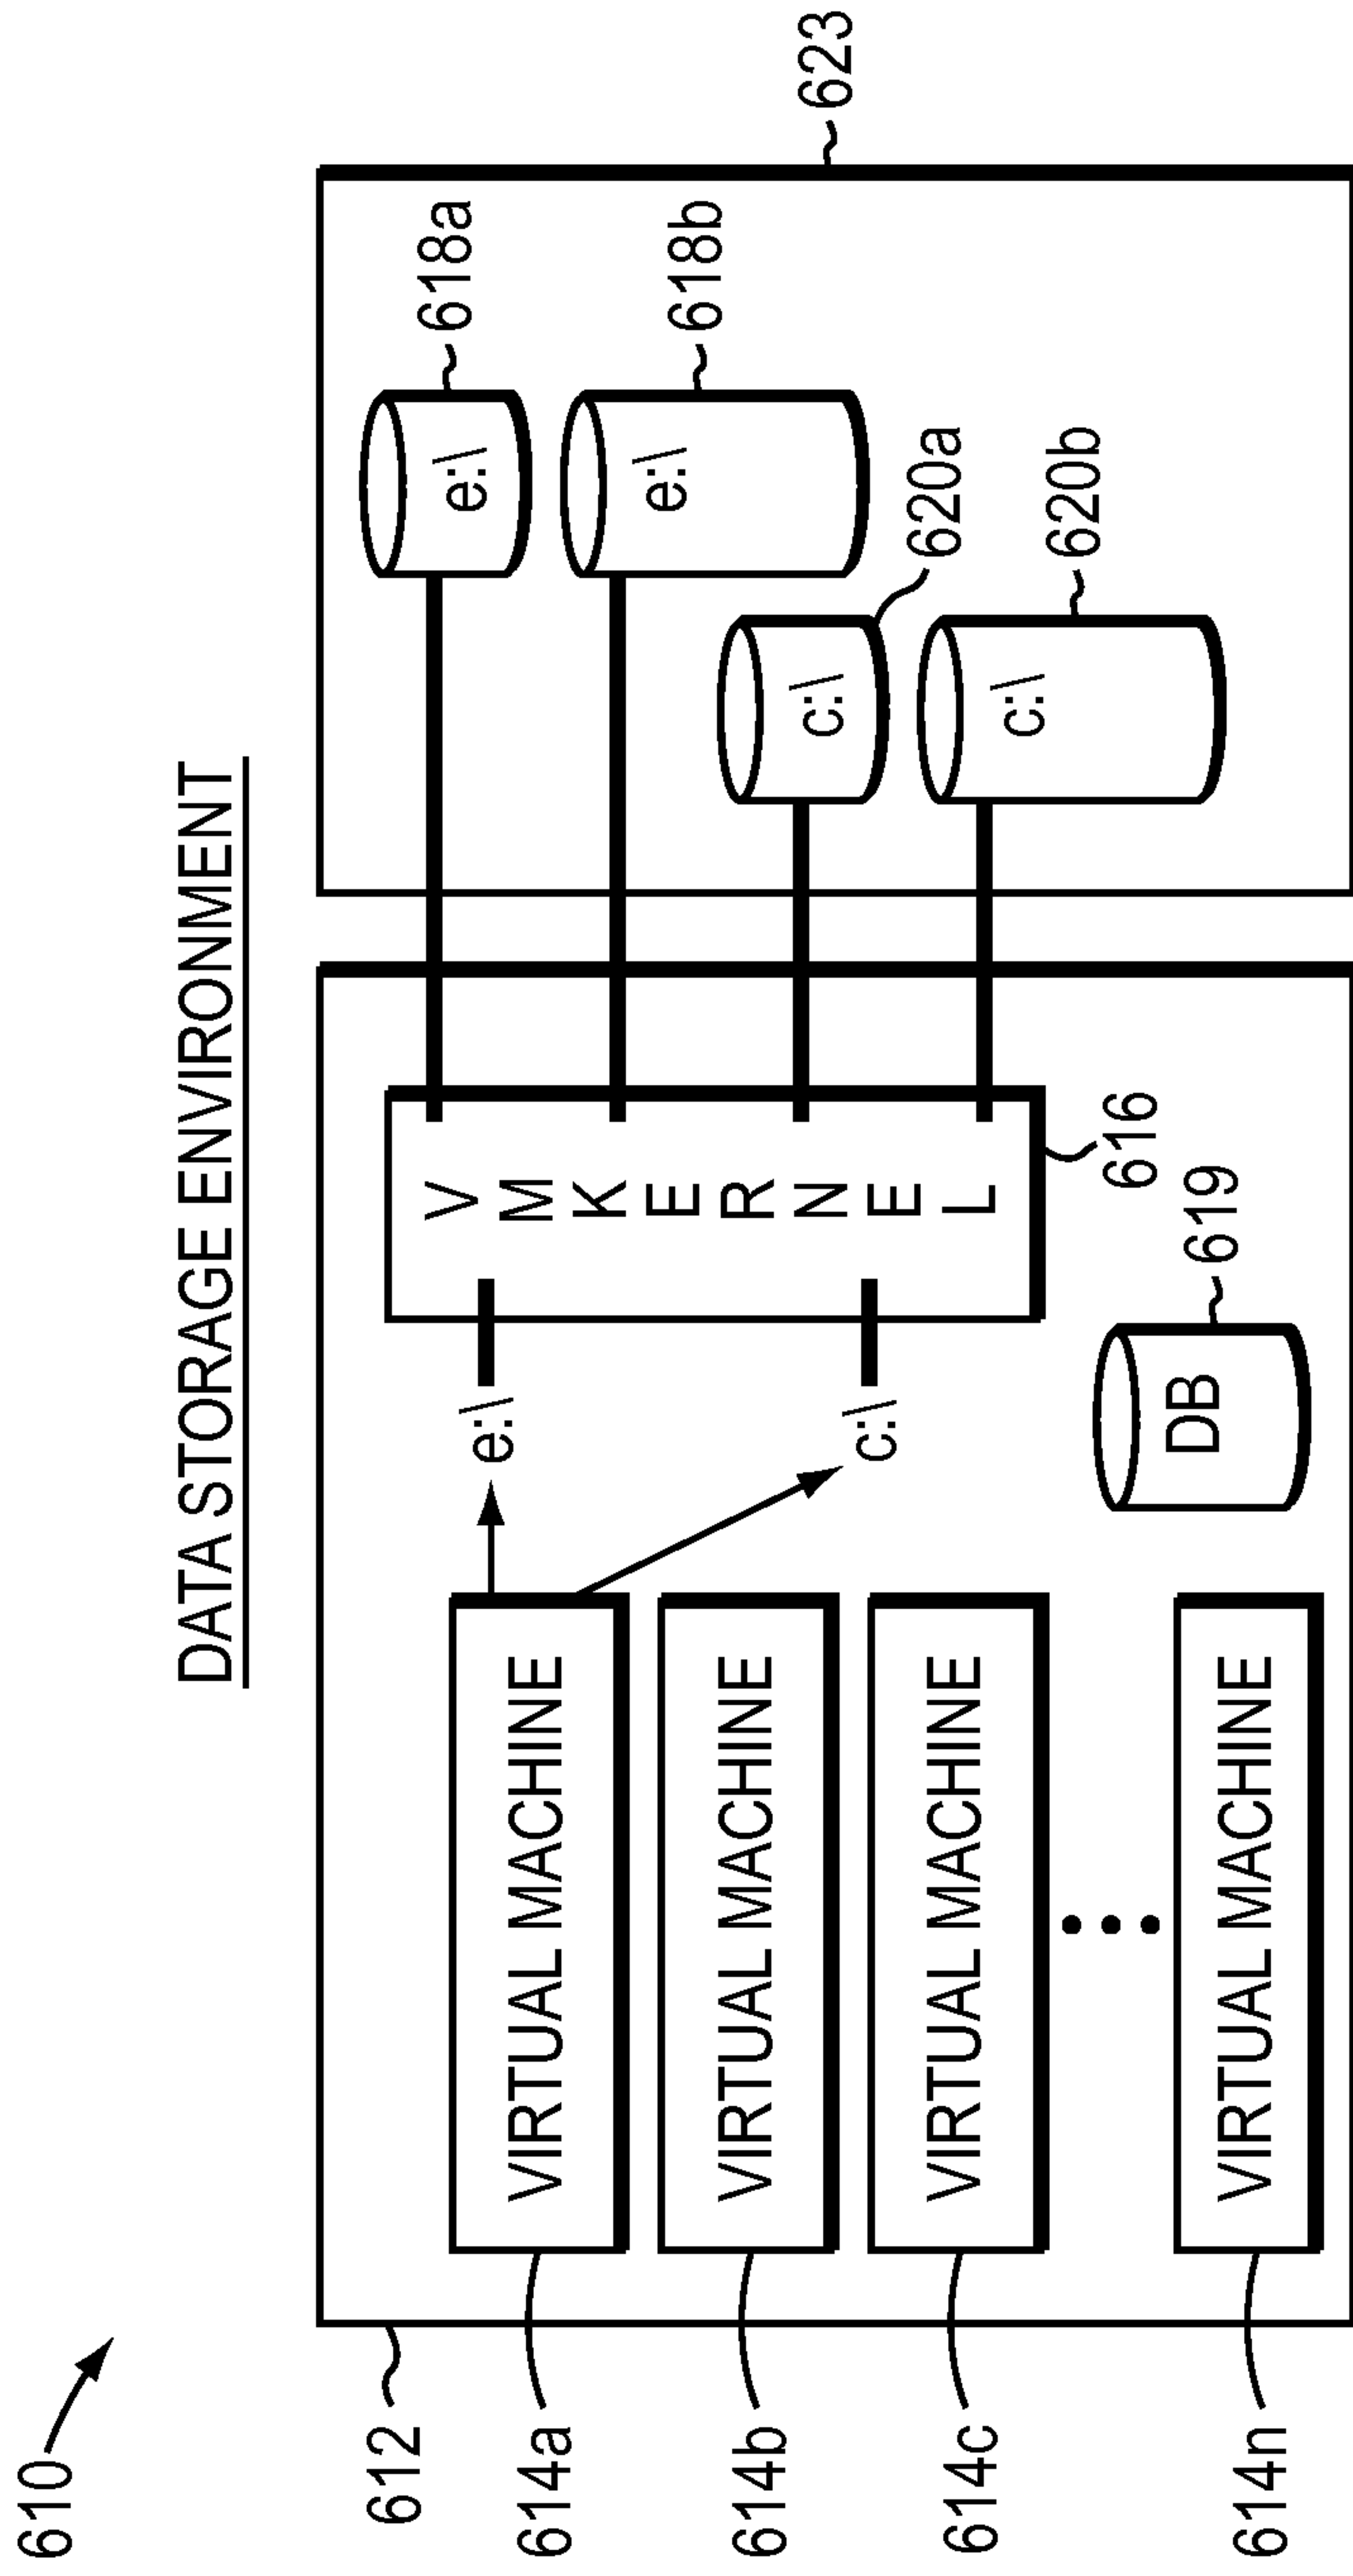 610
DATA STORAGE ENVIRONMENT
612
614a
VIRTUAL MACHINE
614b
VIRTUAL MACHINE
614c
VIRTUAL MACHINE
614n
VIRTUAL MACHINE
e:\
c:\
VMKERNEL
616
DB
619
e:\
618a
e:\
618b
c:\
620a
c:\
620b
623